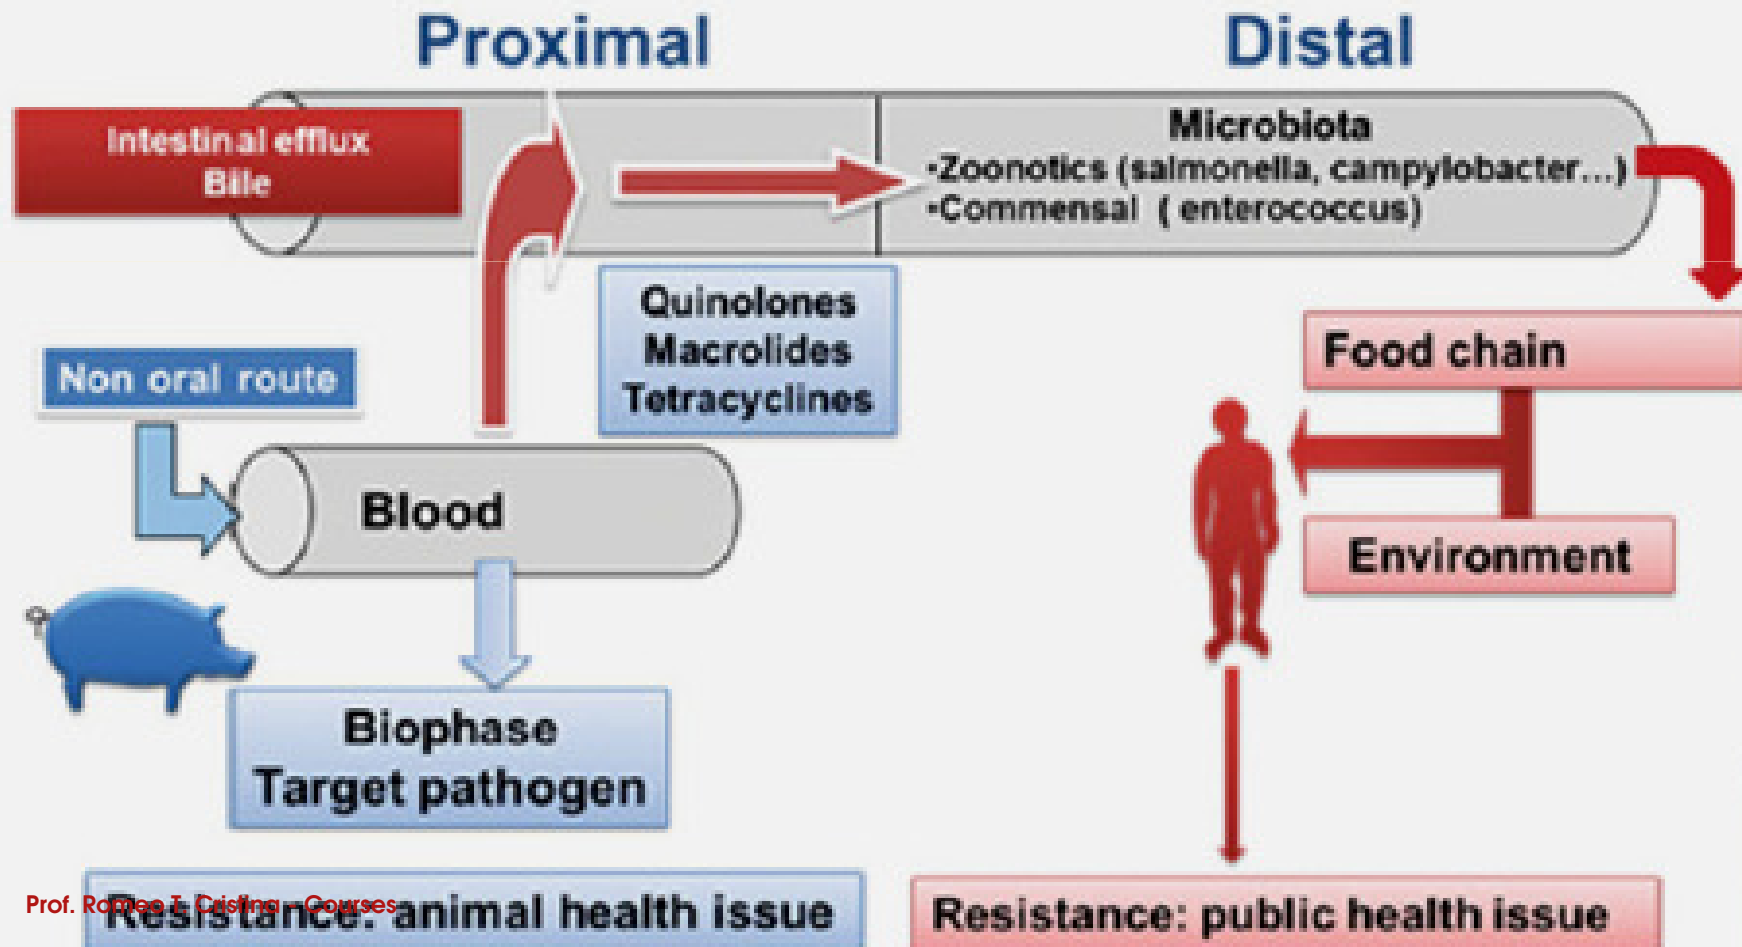 Proximal
Distal
Intestinal efflux
Bile
Microbiota
•Zoonotics (salmonella, campylobacter...)
•Commensal ( enterococcus)
Quinolones
Macrolides
Tetracyclines
Non oral route
Food chain
Blood
Environment
Biophase
Target pathogen
Prof. Romeo T. Cristina - Courses
Resistance: animal health issue
Resistance: public health issue